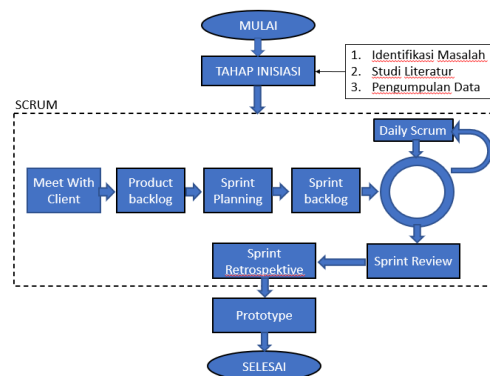 MULAI
TAHAP INISIASI
1. Identifikasi Masalah
2. Studi Literatur
3. Pengumpulan Data
SCRUM
Daily Scrum
Meet With
Client
Product
backlog
Sprint
Planning
Sprint
backlog
Sprint
Retrospektive
Sprint Review
Prototype
SELESAI